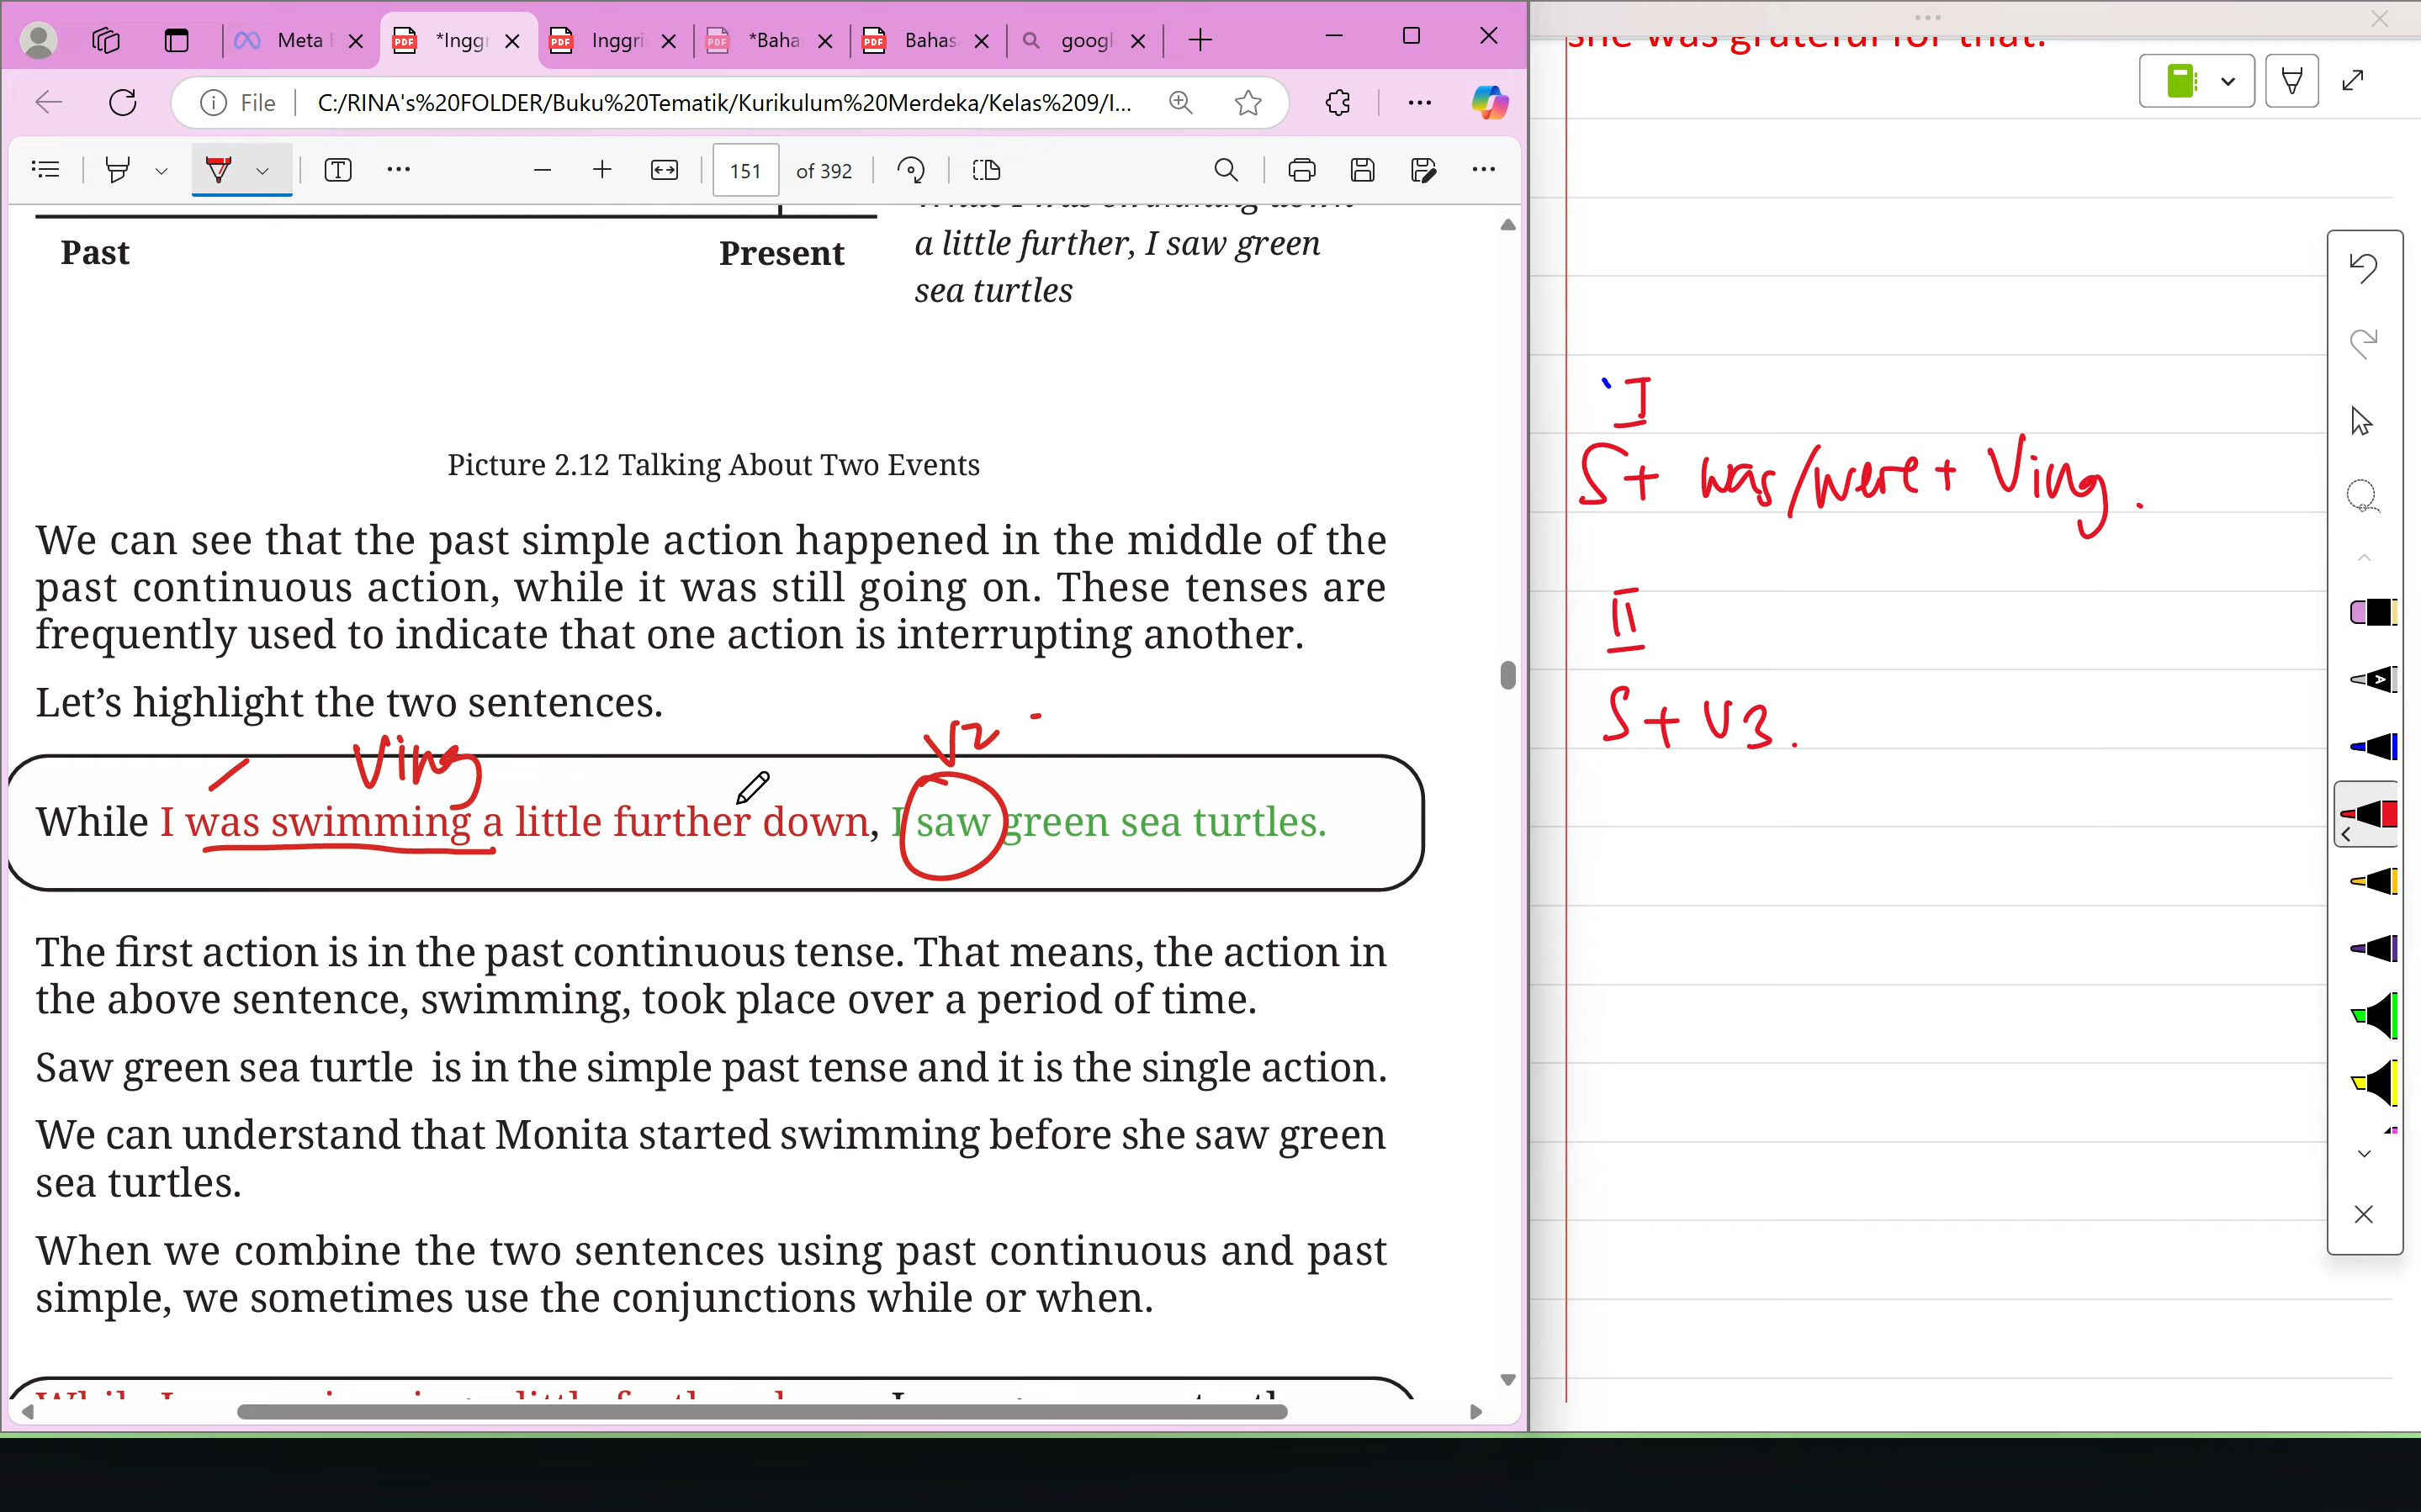 Meta
*Ingg
Inggri
*Baha
Bahas
googl
File
C:/RINA's%20FOLDER/Buku%20Tematik/Kurikulum%20Merdeka/Kelas%209/I...
151 of 392
Past
Present
a little further, I saw green
sea turtles
Picture 2.12 Talking About Two Events
We can see that the past simple action happened in the middle of the
past continuous action, while it was still going on. These tenses are
frequently used to indicate that one action is interrupting another.
Let's highlight the two sentences.
Ving
V2
While I was swimming a little further down, I saw green sea turtles.
The first action is in the past continuous tense. That means, the action in
the above sentence, swimming, took place over a period of time.
Saw green sea turtle is in the simple past tense and it is the single action.
We can understand that Monita started swimming before she saw green
sea turtles.
When we combine the two sentences using past continuous and past
simple, we sometimes use the conjunctions while or when.
she was grateful for that.
I
S + was/were + Ving.
II
S + V3.